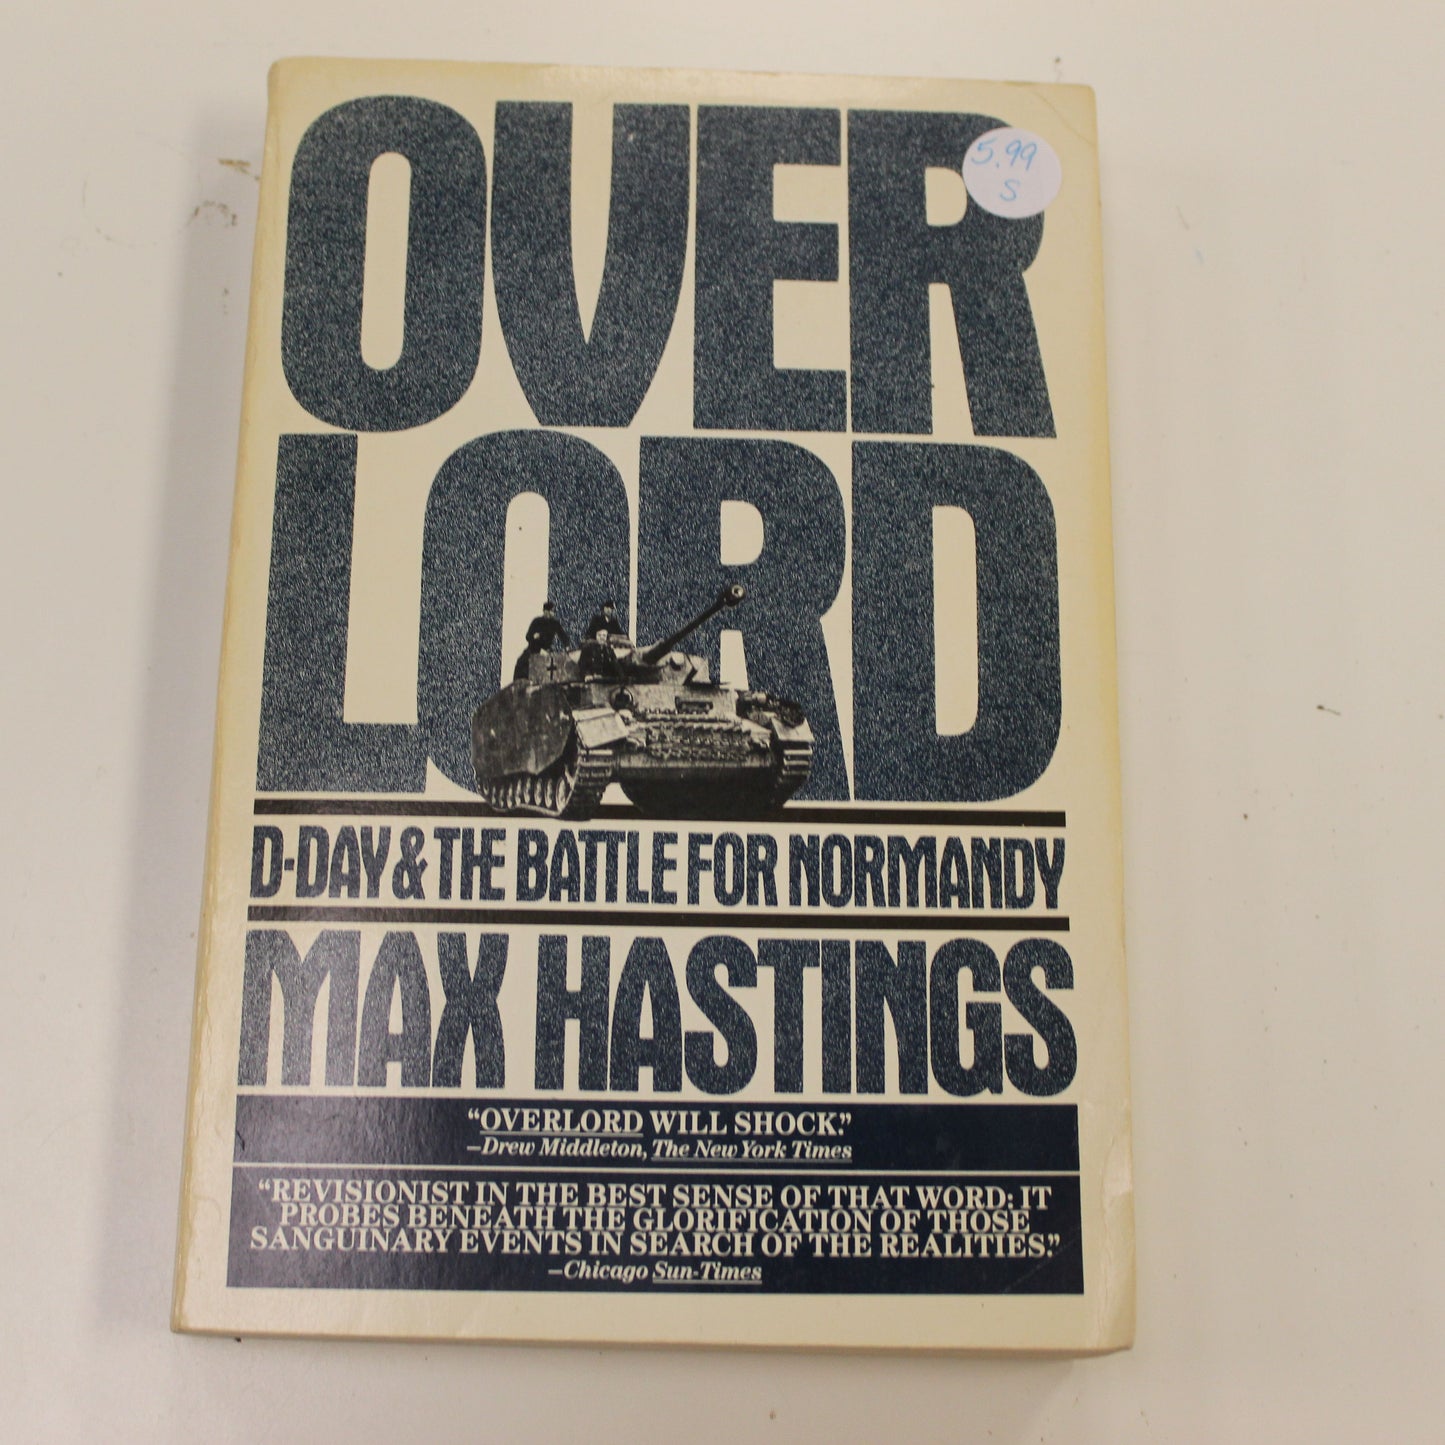 OVER
5.99
S
LORD
D-DAY & THE BATTLE FOR NORMANDY
MAX HASTINGS
“OVERLORD WILL SHOCK.”
—Drew Middleton, The New York Times
“REVISIONIST IN THE BEST SENSE OF THAT WORD: IT
PROBES BENEATH THE GLORIFICATION OF THOSE
SANGUINARY EVENTS IN SEARCH OF THE REALITIES.”
—Chicago Sun-Times